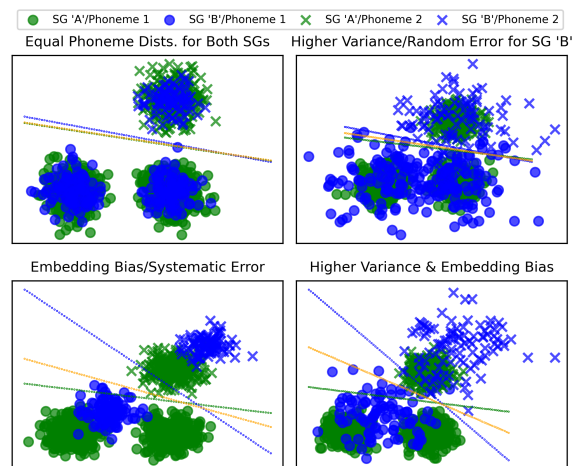 SG 'A'/Phoneme 1 SG 'B'/Phoneme 1 SG 'A'/Phoneme 2 SG 'B'/Phoneme 2
Equal Phoneme Dists. for Both SGs Higher Variance/Random Error for SG 'B'
Embedding Bias/Systematic Error Higher Variance & Embedding Bias